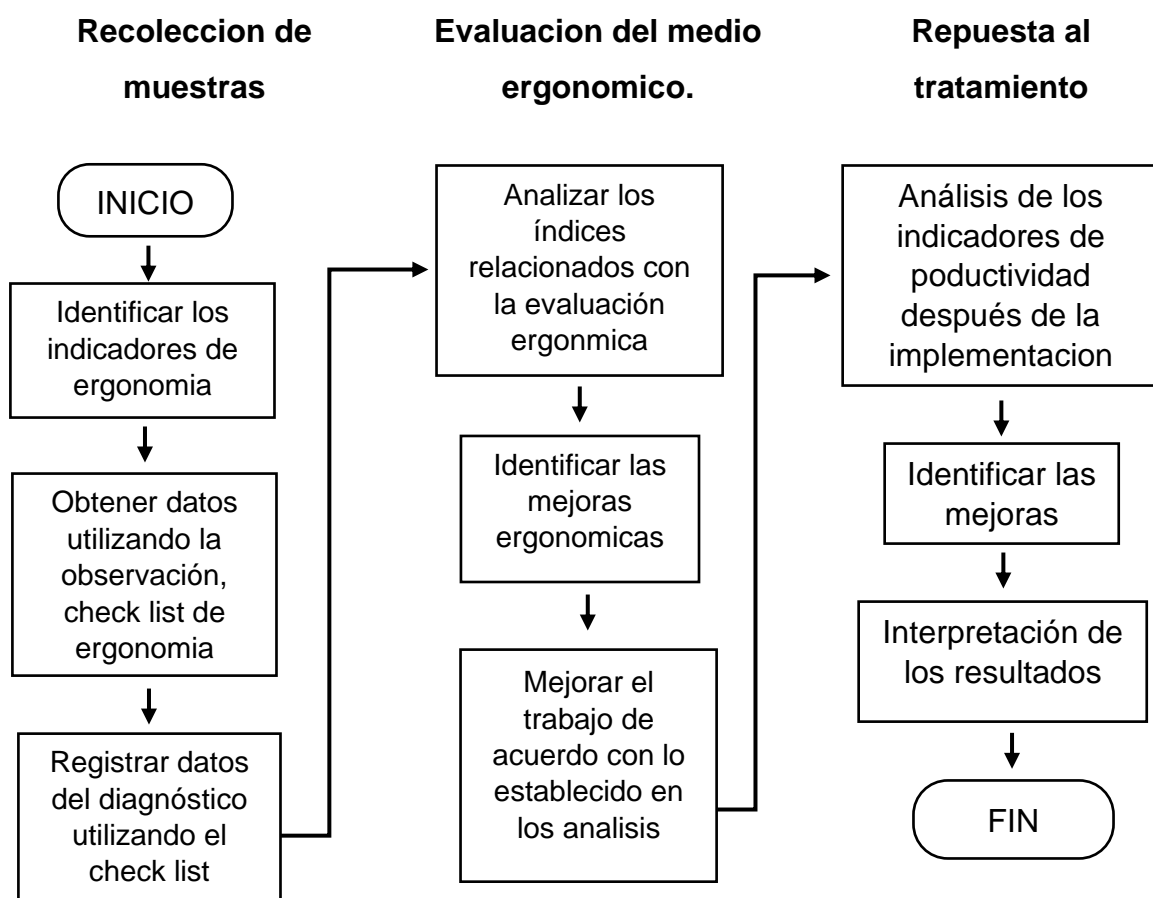 Recoleccion de
muestras
INICIO
Identificar los
indicadores de
ergonomia
Obtener datos
utilizando la
observación,
check list de
ergonomia
Registrar datos
del diagnóstico
utilizando el
check list
Evaluacion del medio
ergonomico.
Analizar los
índices
relacionados con
la evaluación
ergonmica
Identificar las
mejoras
ergonomicas
Mejorar el
trabajo de
acuerdo con lo
establecido en
los analisis
Repuesta al
tratamiento
Análisis de los
indicadores de
poductividad
después de la
implementacion
Identificar las
mejoras
Interpretación de
los resultados
FIN